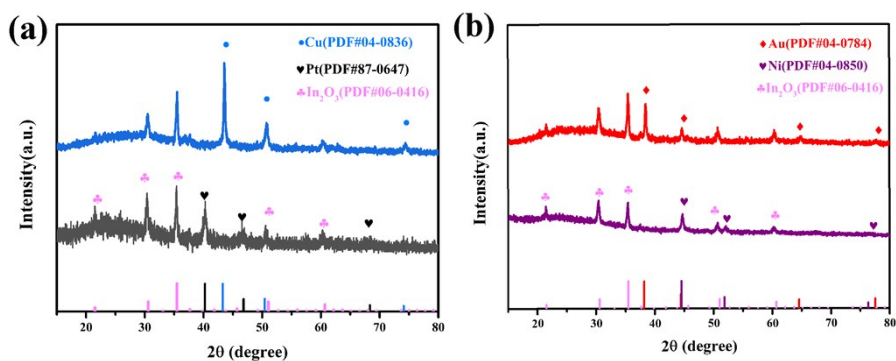 (a)
●Cu(PDF#04-0836)
♥Pt(PDF#87-0647)
♣In₂O₃(PDF#06-0416)
Intensity(a.u.)
20 30 40 50 60 70 80
2θ (degree)
(b)
♦Au(PDF#04-0784)
♥Ni(PDF#04-0850)
♣In₂O₃(PDF#06-0416)
Intensity(a.u.)
20 30 40 50 60 70 80
2θ (degree)